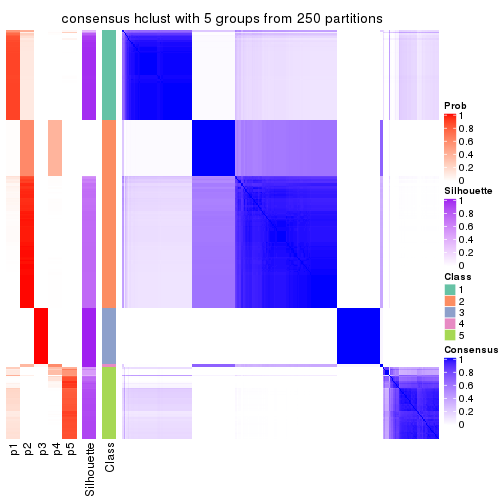 consensus hclust with 5 groups from 250 partitions
Prob
1
0.8
0.6
0.4
0.2
0
Silhouette
1
0.8
0.6
0.4
0.2
0
Class
1
2
3
4
5
Consensus
1
0.8
0.6
0.4
0.2
0
p1
p2
p3
p4
p5
Silhouette
Class